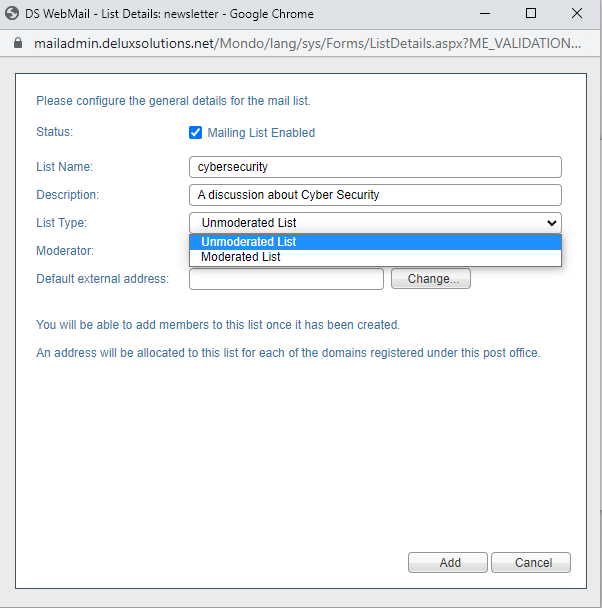 DS WebMail - List Details: newsletter - Google Chrome
mailadmin.deluxsolutions.net/Mondo/lang/sys/Forms/ListDetails.aspx?ME_VALIDATION...
Please configure the general details for the mail list.
Status: Mailing List Enabled
List Name: cybersecurity
Description: A discussion about Cyber Security
List Type: Unmoderated List
Unmoderated List
Moderator: Moderated List
Default external address: Change...
You will be able to add members to this list once it has been created.
An address will be allocated to this list for each of the domains registered under this post office.
Add Cancel